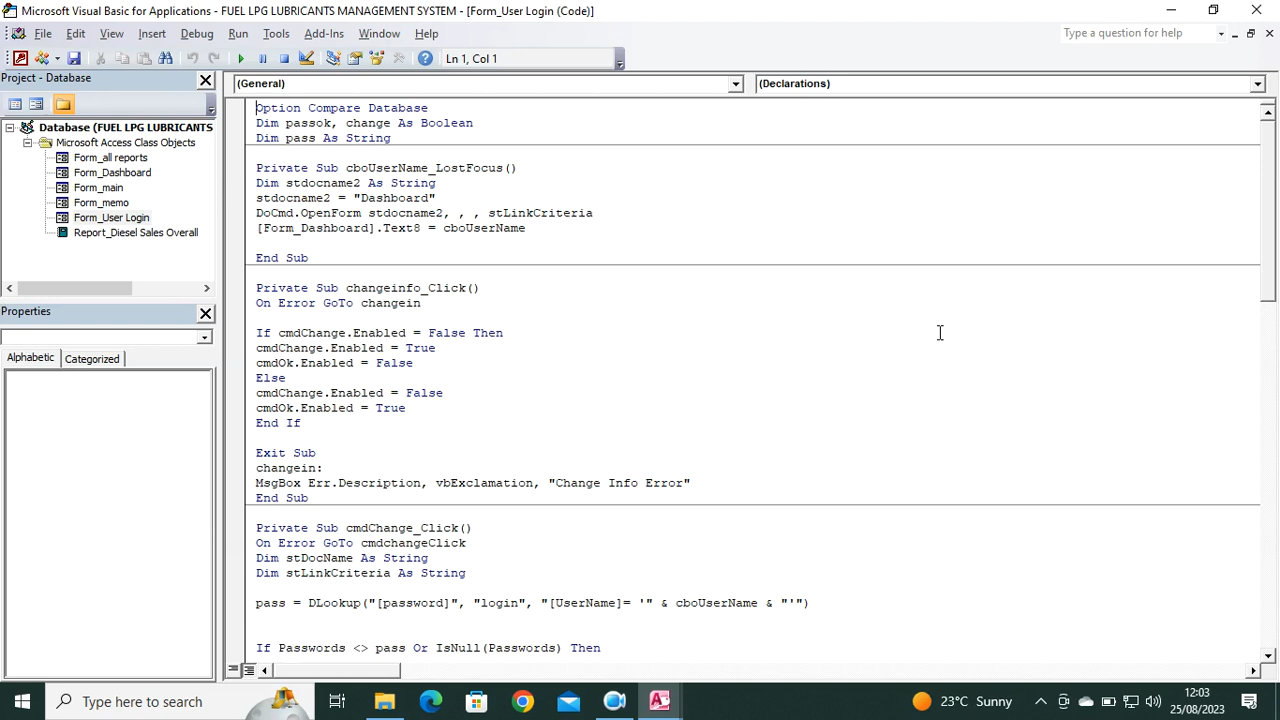 Microsoft Visual Basic for Applications - FUEL LPG LUBRICANTS MANAGEMENT SYSTEM - [Form_User Login (Code)]
File Edit View Insert Format Debug Run Tools Add-Ins Window Help
Type a question for help
Ln 1, Col 1
Project - Database
(General)
(Declarations)
Database (FUEL LPG LUBRICANTS
Microsoft Access Class Objects
Form_all reports
Form_Dashboard
Form_main
Form_memo
Form_User Login
Report_Diesel Sales Overall
Properties
Alphabetic Categorized
Option Compare Database
Dim passok, change As Boolean
Dim pass As String
Private Sub cboUserName_LostFocus()
Dim stdocname2 As String
stdocname2 = "Dashboard"
DoCmd.OpenForm stdocname2, , , stLinkCriteria
[Form_Dashboard].Text8 = cboUserName
End Sub
Private Sub changeinfo_Click()
On Error GoTo changein
If cmdChange.Enabled = False Then
cmdChange.Enabled = True
cmdOk.Enabled = False
Else
cmdChange.Enabled = False
cmdOk.Enabled = True
End If
Exit Sub
changein:
MsgBox Err.Description, vbExclamation, "Change Info Error"
End Sub
Private Sub cmdChange_Click()
On Error GoTo cmdchangeClick
Dim stDocName As String
Dim stLinkCriteria As String
pass = DLookup("[password]", "login", "[UserName]= '" & cboUserName & "'")
If Passwords <> pass Or IsNull(Passwords) Then
Type here to search
23°C Sunny
12:03
25/08/2023